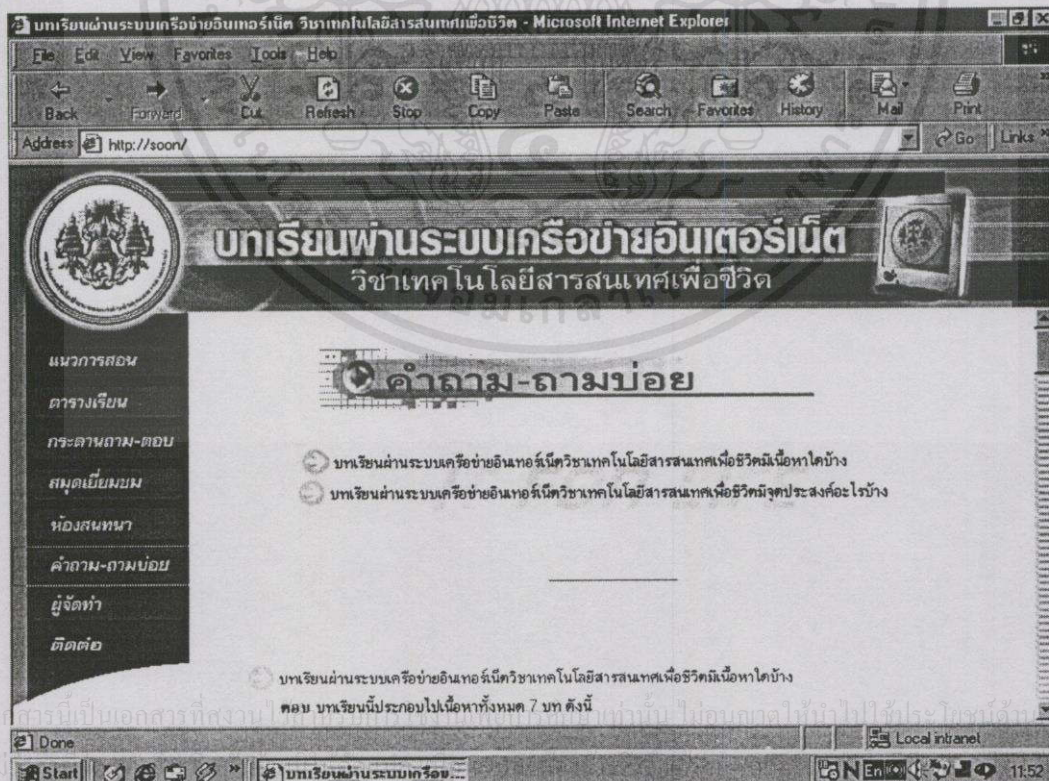 บทเรียนผ่านระบบเครือข่ายอินเทอร์เน็ต วิชาเทคโนโลยีสารสนเทศเพื่อชีวิต - Microsoft Internet Explorer
File Edit View Favorites Tools Help
Back Forward Cut Refresh Stop Copy Paste Search Favorites History Mail Print
Address http://soon/ Go Links
บทเรียนผ่านระบบเครือข่ายอินเตอร์เน็ต
วิชาเทคโนโลยีสารสนเทศเพื่อชีวิต
แนวการสอน
ตารางเรียน
กระดานถาม-ตอบ
สมุดเยี่ยมชม
ห้องสนทนา
คำถาม-ถามบ่อย
ผู้จัดทำ
ติดต่อ
คำถาม-ถามบ่อย
บทเรียนผ่านระบบเครือข่ายอินเทอร์เน็ตวิชาเทคโนโลยีสารสนเทศเพื่อชีวิตมีเนื้อหาใดบ้าง
บทเรียนผ่านระบบเครือข่ายอินเทอร์เน็ตวิชาเทคโนโลยีสารสนเทศเพื่อชีวิตมีจุดประสงค์อะไรบ้าง
บทเรียนผ่านระบบเครือข่ายอินเทอร์เน็ตวิชาเทคโนโลยีสารสนเทศเพื่อชีวิตมีเนื้อหาใดบ้าง
ตอบ บทเรียนนี้ประกอบไปเนื้อหาทั้งหมด 7 บท ดังนี้
Done Local intranet
Start บทเรียนผ่านระบบเครือข... En 11:52